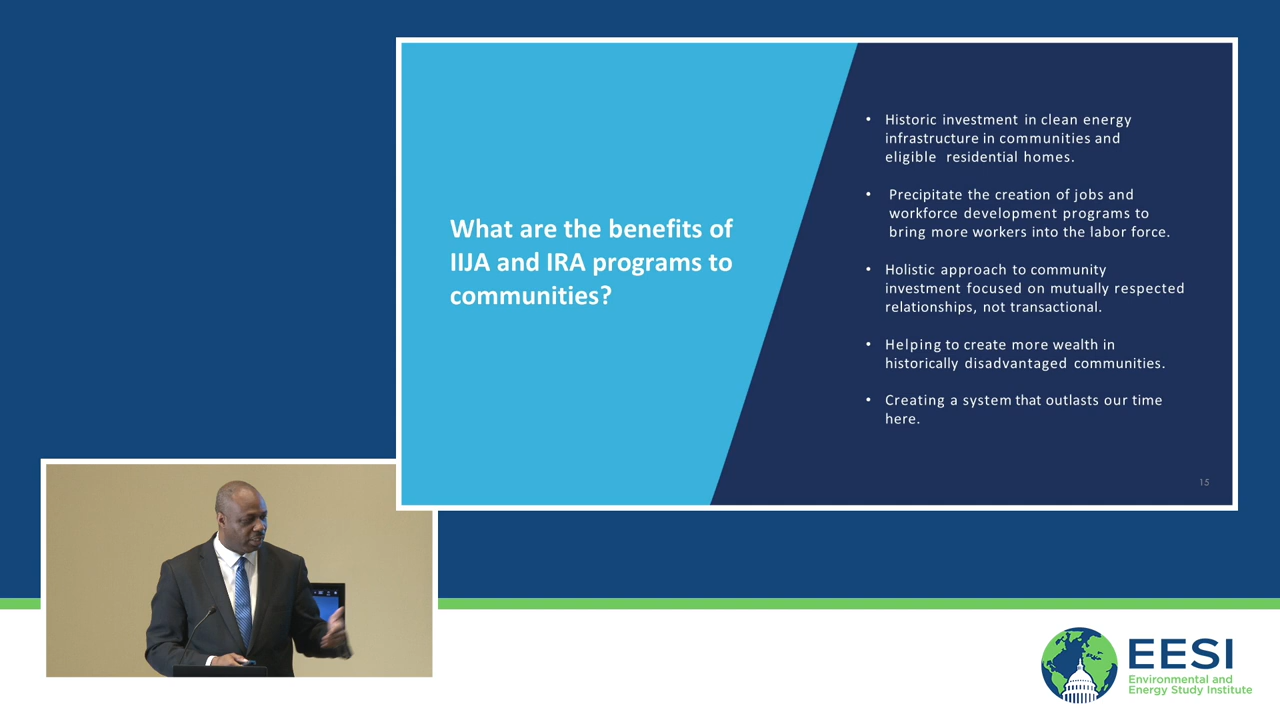 What are the benefits of
IIJA and IRA programs to
communities?
• Historic investment in clean energy
infrastructure in communities and
eligible residential homes.
• Precipitate the creation of jobs and
workforce development programs to
bring more workers into the labor force.
• Holistic approach to community
investment focused on mutually respected
relationships, not transactional.
• Helping to create more wealth in
historically disadvantaged communities.
• Creating a system that outlasts our time
here.
15
EESI
Environmental and
Energy Study Institute